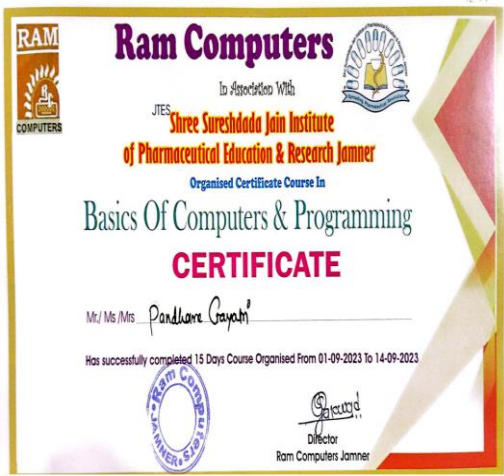 RAM
COMPUTERS
Ram Computers
In Association With
JTES
Shree Sureshdada Jain Institute
of Pharmaceutical Education & Research Jamner
Organised Certificate Course In
Basics Of Computers & Programming
CERTIFICATE
Mr./ Ms /Mrs Pandhare Gayatri
Has successfully completed 15 Days Course Organised From 01-09-2023 To 14-09-2023
Ram Computers
JAMNER
Director
Ram Computers Jamner